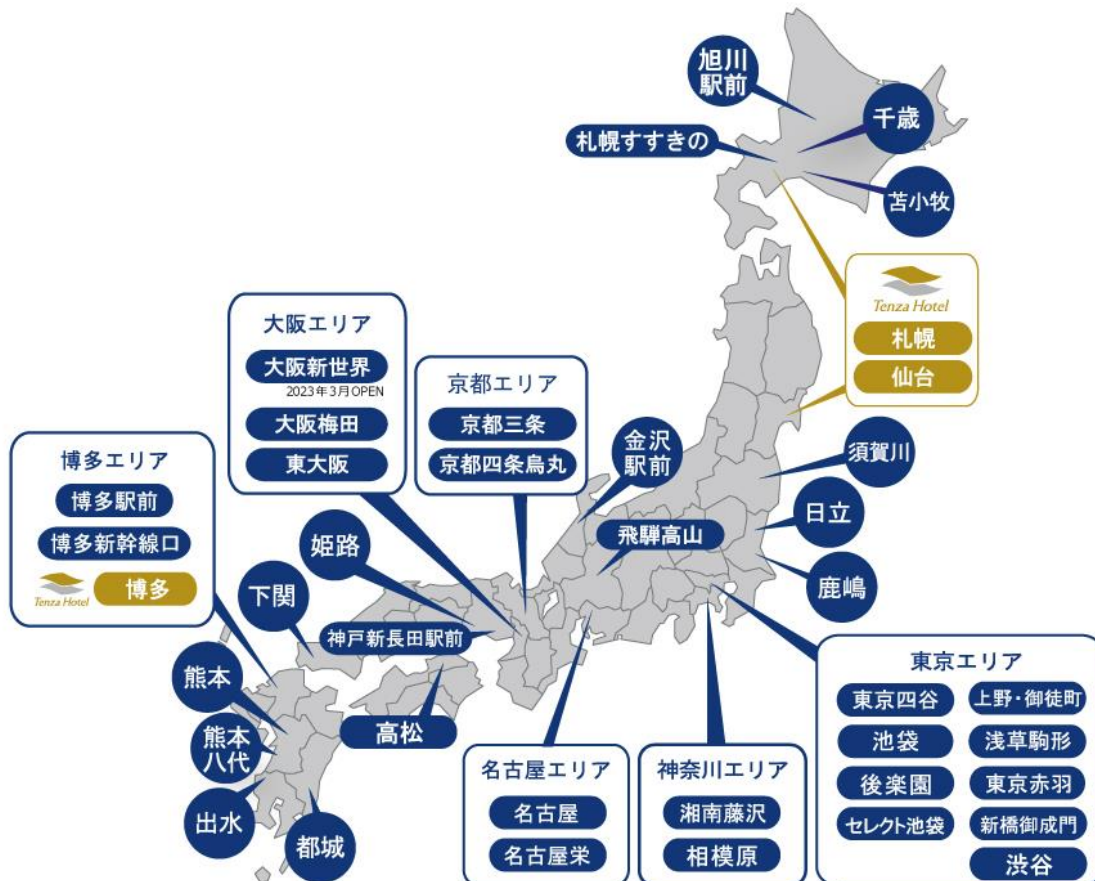 旭川
駅前
千歳
札幌すすきの
苫小牧
Tenza Hotel
札幌
仙台
大阪エリア
大阪新世界
2023年3月OPEN
大阪梅田
東大阪
京都エリア
京都三条
京都四条烏丸
金沢
駅前
須賀川
博多エリア
博多駅前
博多新幹線口
Tenza Hotel
博多
日立
飛騨高山
姫路
鹿嶋
下関
神戸新長田駅前
熊本
高松
熊本
八代
出水
都城
名古屋エリア
名古屋
名古屋栄
神奈川エリア
湘南藤沢
相模原
東京エリア
東京四谷
上野・御徒町
池袋
浅草駒形
後楽園
東京赤羽
セレクト池袋
新橋御成門
渋谷